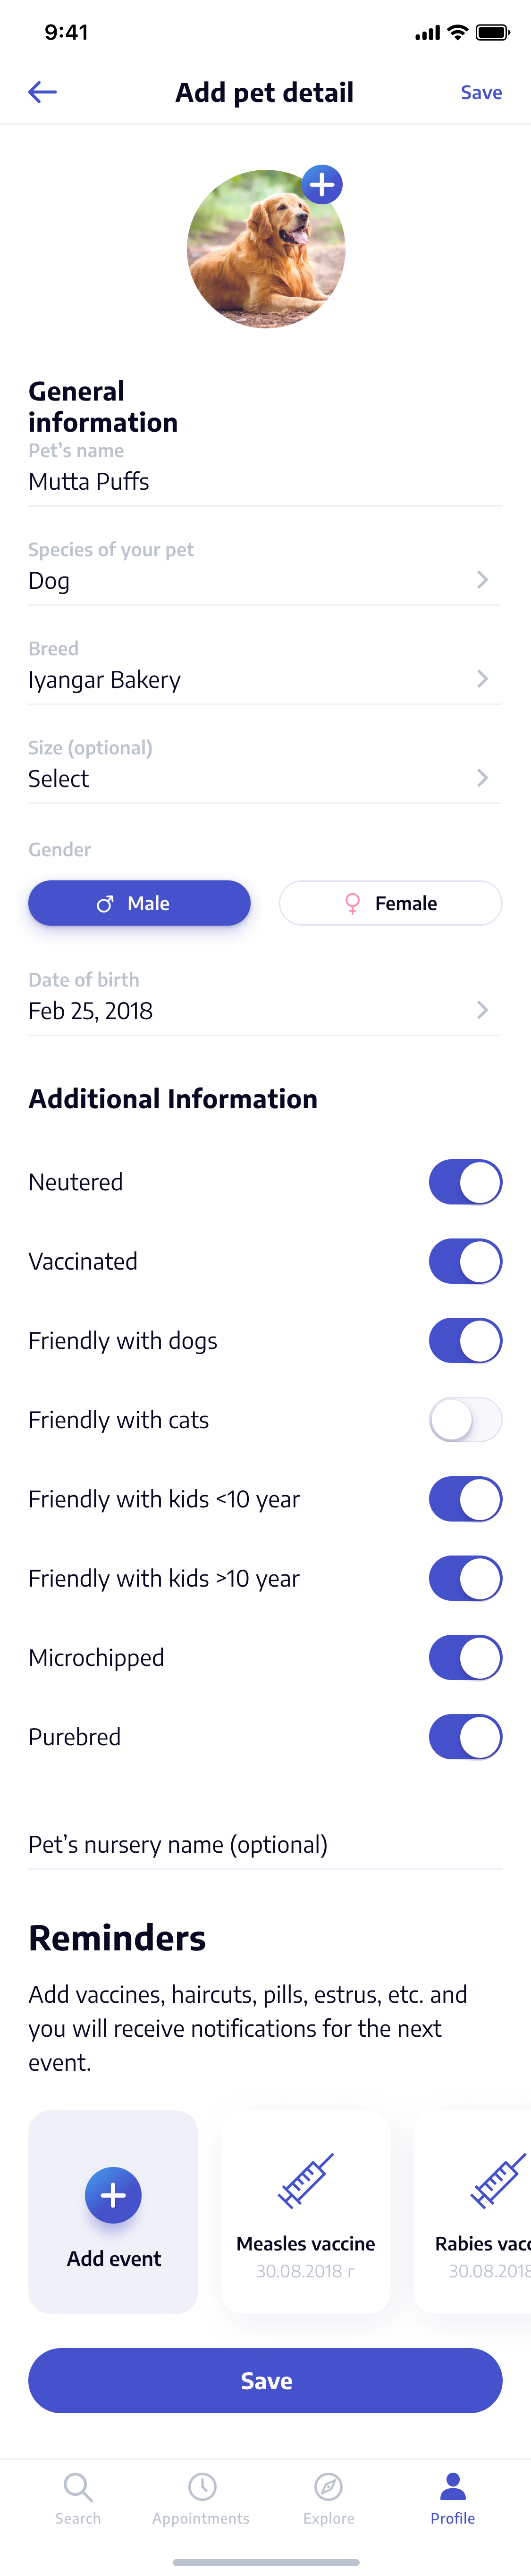 9:41
Add pet detail
Save
General
information
Pet’s name
Mutta Puffs
Species of your pet
Dog
Breed
Iyangar Bakery
Size (optional)
Select
Gender
Male
Female
Date of birth
Feb 25, 2018
Additional Information
Neutered
Vaccinated
Friendly with dogs
Friendly with cats
Friendly with kids <10 year
Friendly with kids >10 year
Microchipped
Purebred
Pet’s nursery name (optional)
Reminders
Add vaccines, haircuts, pills, estrus, etc. and
you will receive notifications for the next
event.
Add event
Measles vaccine
30.08.2018 г
Rabies vacc
30.08.2018
Save
Search
Appointments
Explore
Profile